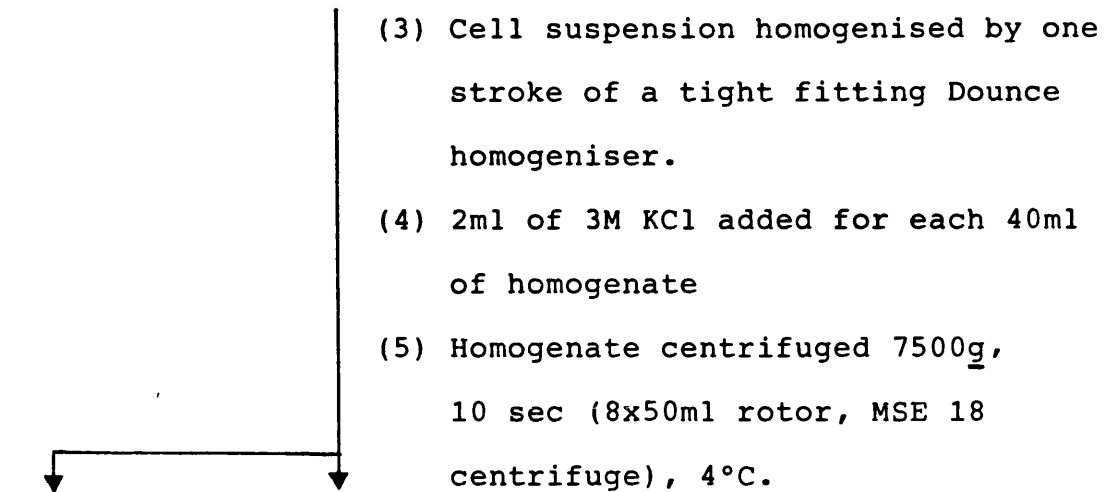 (3) Cell suspension homogenised by one
stroke of a tight fitting Dounce
homogeniser.
(4) 2ml of 3M KCl added for each 40ml
of homogenate
(5) Homogenate centrifuged 7500g,
10 sec (8x50ml rotor, MSE 18
centrifuge), 4°C.